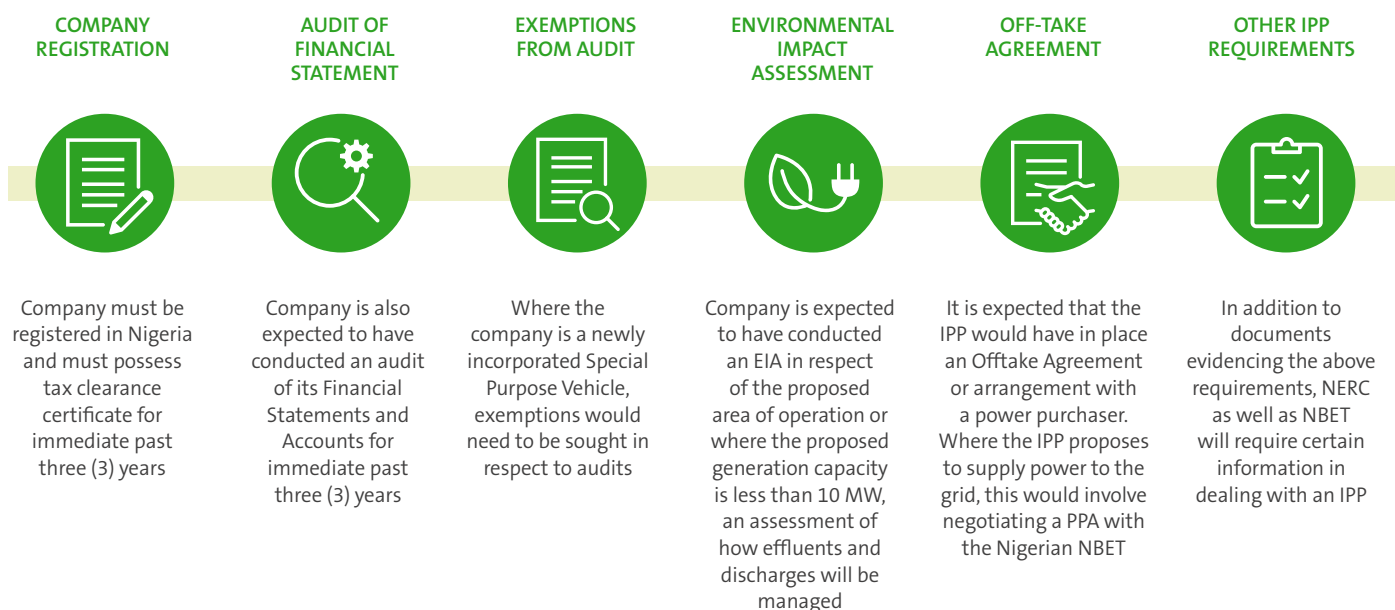 COMPANY
REGISTRATION
AUDIT OF
FINANCIAL
STATEMENT
EXEMPTIONS
FROM AUDIT
ENVIRONMENTAL
IMPACT
ASSESSMENT
OFF-TAKE
AGREEMENT
OTHER IPP
REQUIREMENTS
Company must be
registered in Nigeria
and must possess
tax clearance
certificate for
immediate past
three (3) years
Company is also
expected to have
conducted an audit
of its Financial
Statements and
Accounts for
immediate past
three (3) years
Where the
company is a newly
incorporated Special
Purpose Vehicle,
exemptions would
need to be sought in
respect to audits
Company is expected
to have conducted
an EIA in respect
of the proposed
area of operation or
where the proposed
generation capacity
is less than 10 MW,
an assessment of
how effluents and
discharges will be
managed
It is expected that the
IPP would have in place
an Offtake Agreement
or arrangement with
a power purchaser.
Where the IPP proposes
to supply power to the
grid, this would involve
negotiating a PPA with
the Nigerian NBET
In addition to
documents
evidencing the above
requirements, NERC
as well as NBET
will require certain
information in
dealing with an IPP